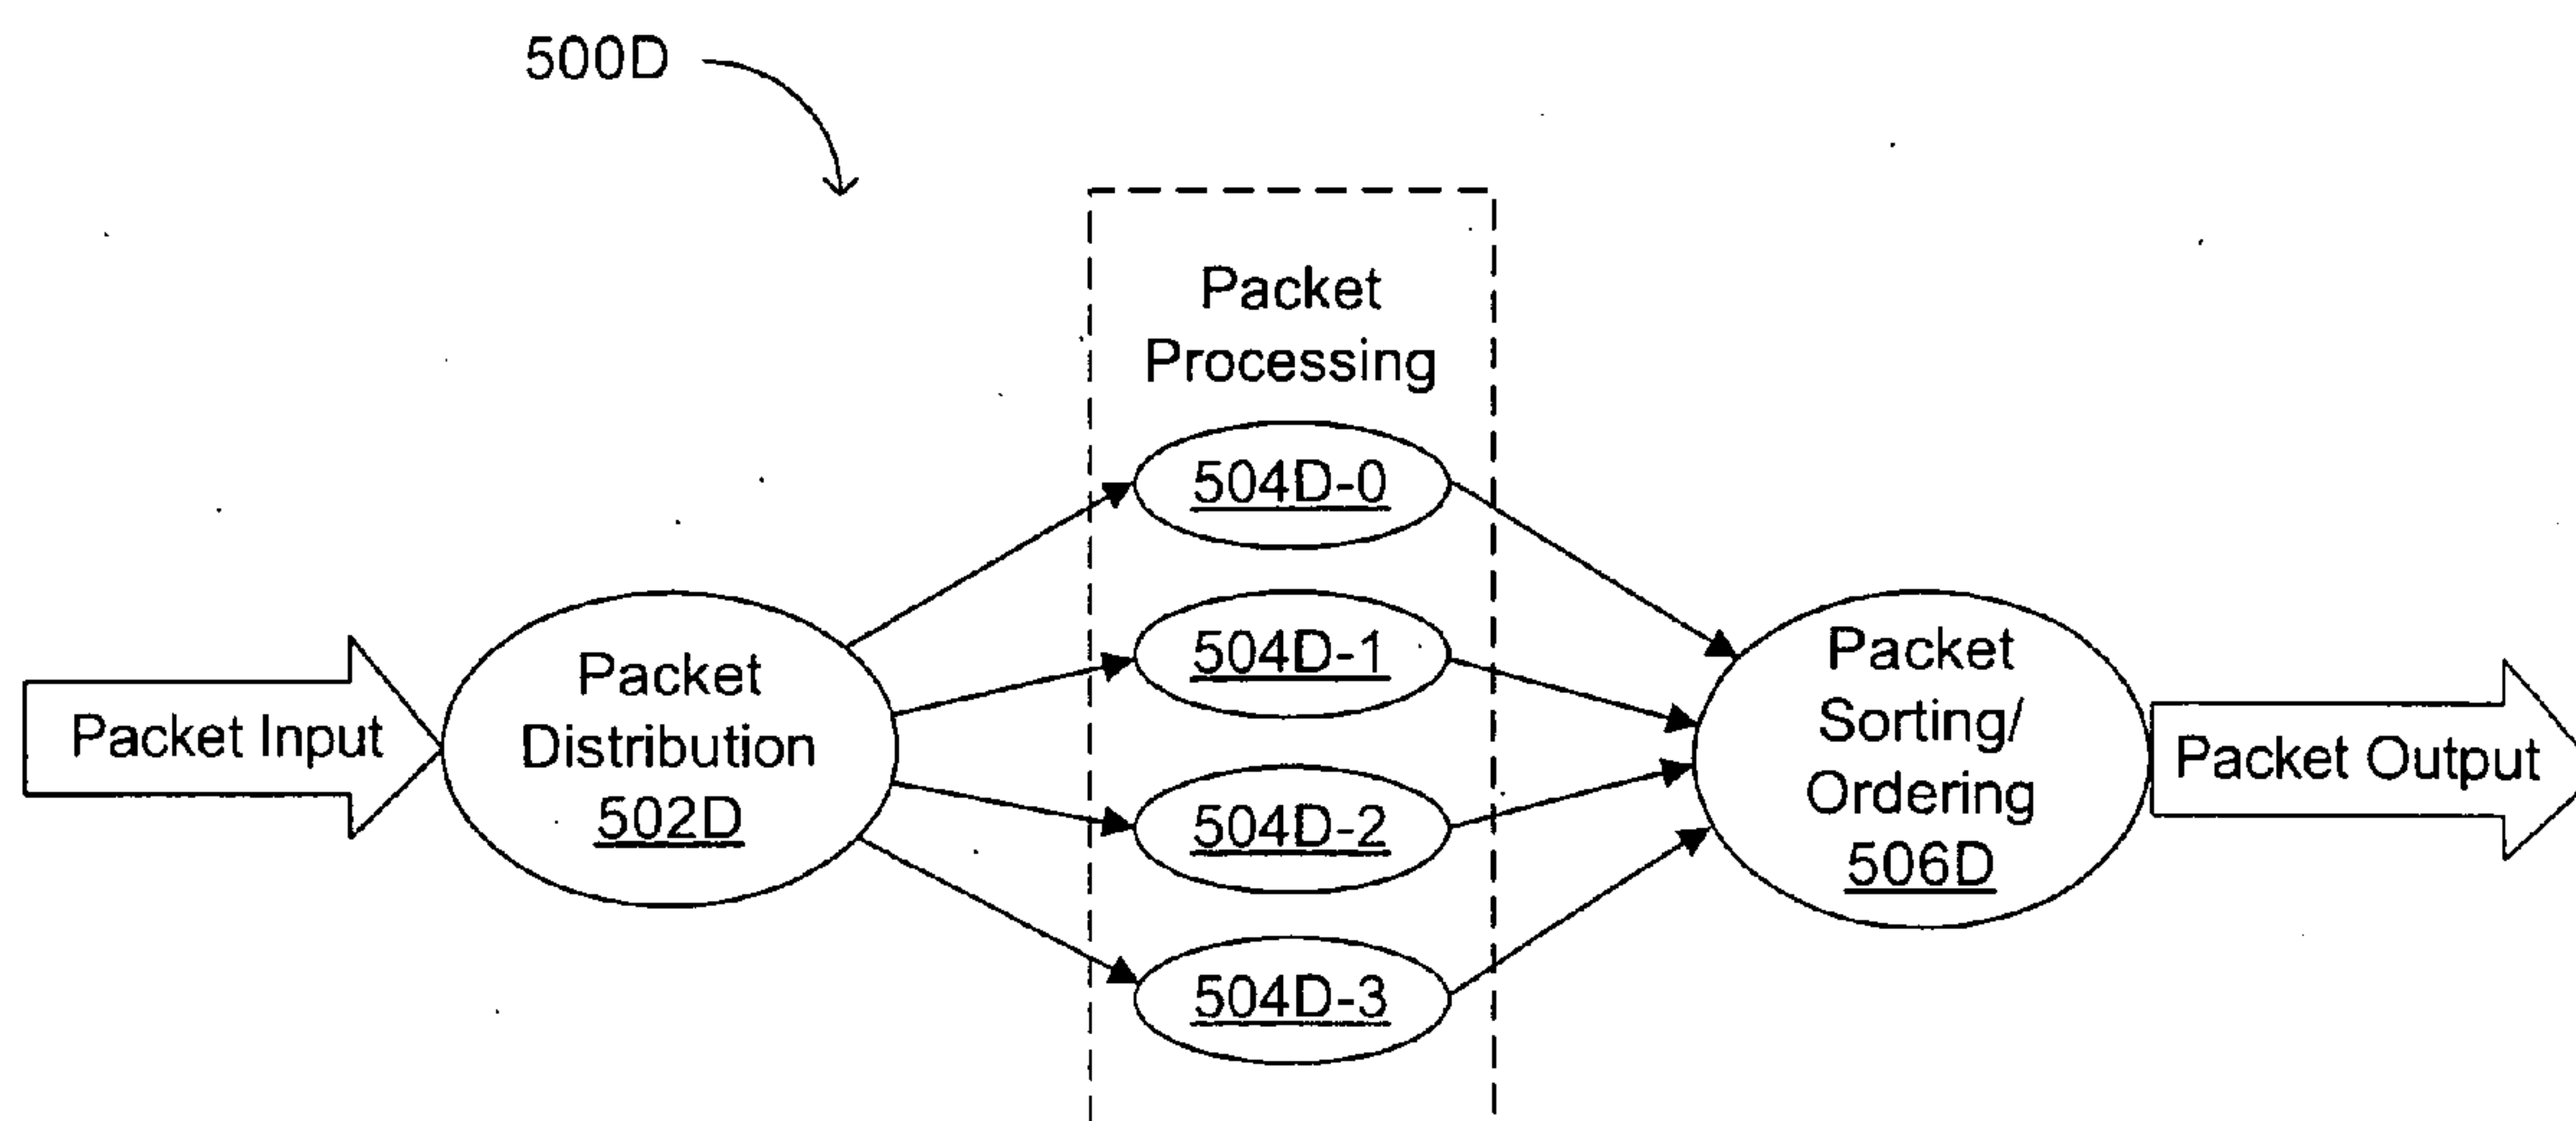 500D
Packet
Processing
504D-0
504D-1
504D-2
504D-3
Packet Input
Packet
Distribution
502D
Packet
Sorting/
Ordering
506D
Packet Output